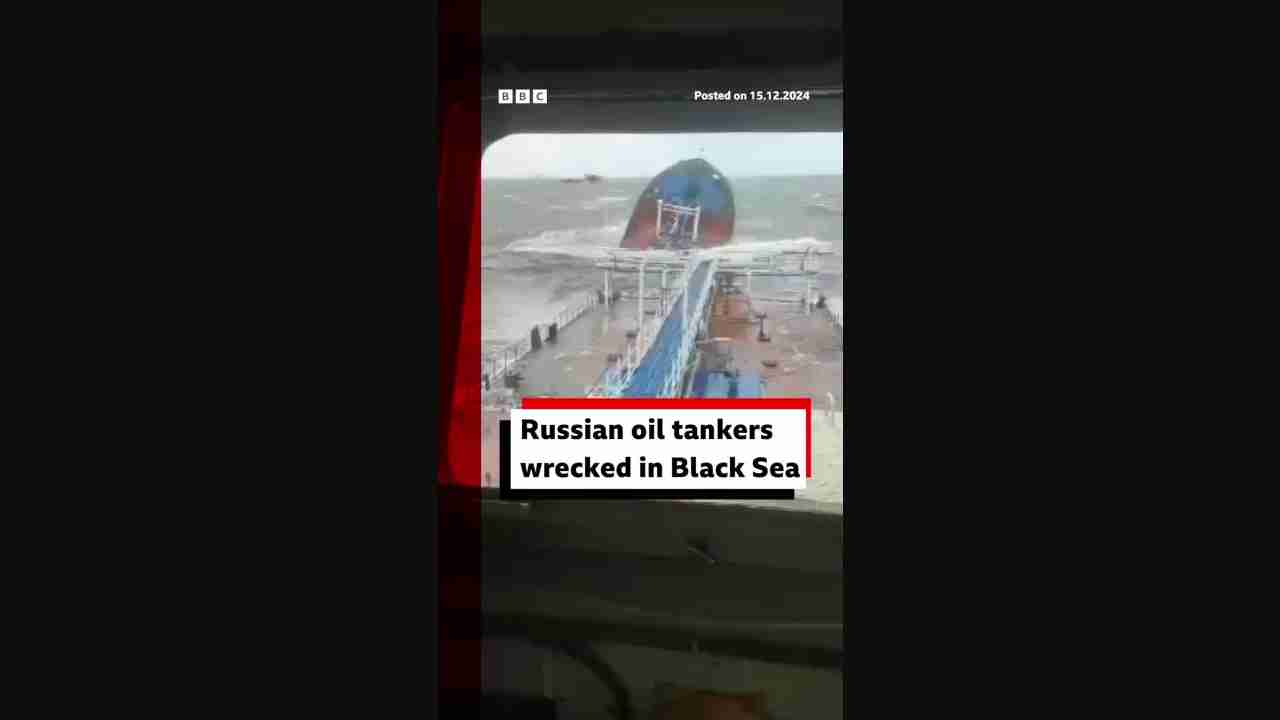 BBC
Posted on 15.12.2024
Russian oil tankers
wrecked in Black Sea